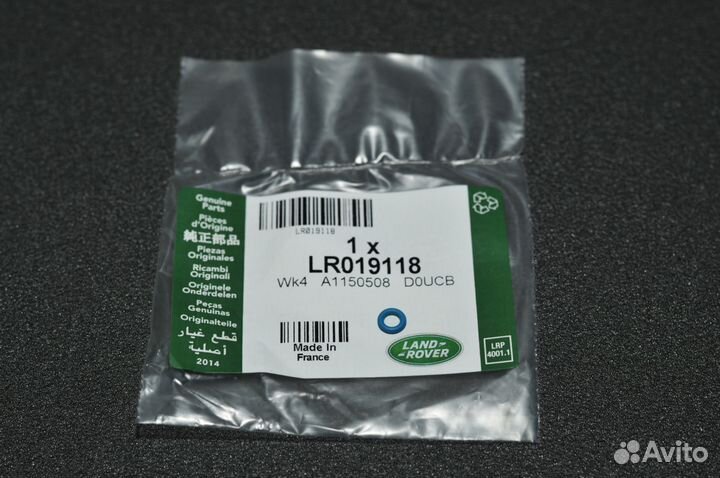 Genuine
Parts
Pièces
d'Origine
純正部品
Piezas
Originales
Ricambi
Originali
Originele
Onderdelen
Peças
Genuinas
Originalteile
قطع غيار
أصلية
2014
LR019118
1 x
LR019118
Wk4 A1150508 D0UCB
Made In
France
LAND
ROVER
LRP
4001.1
Avito